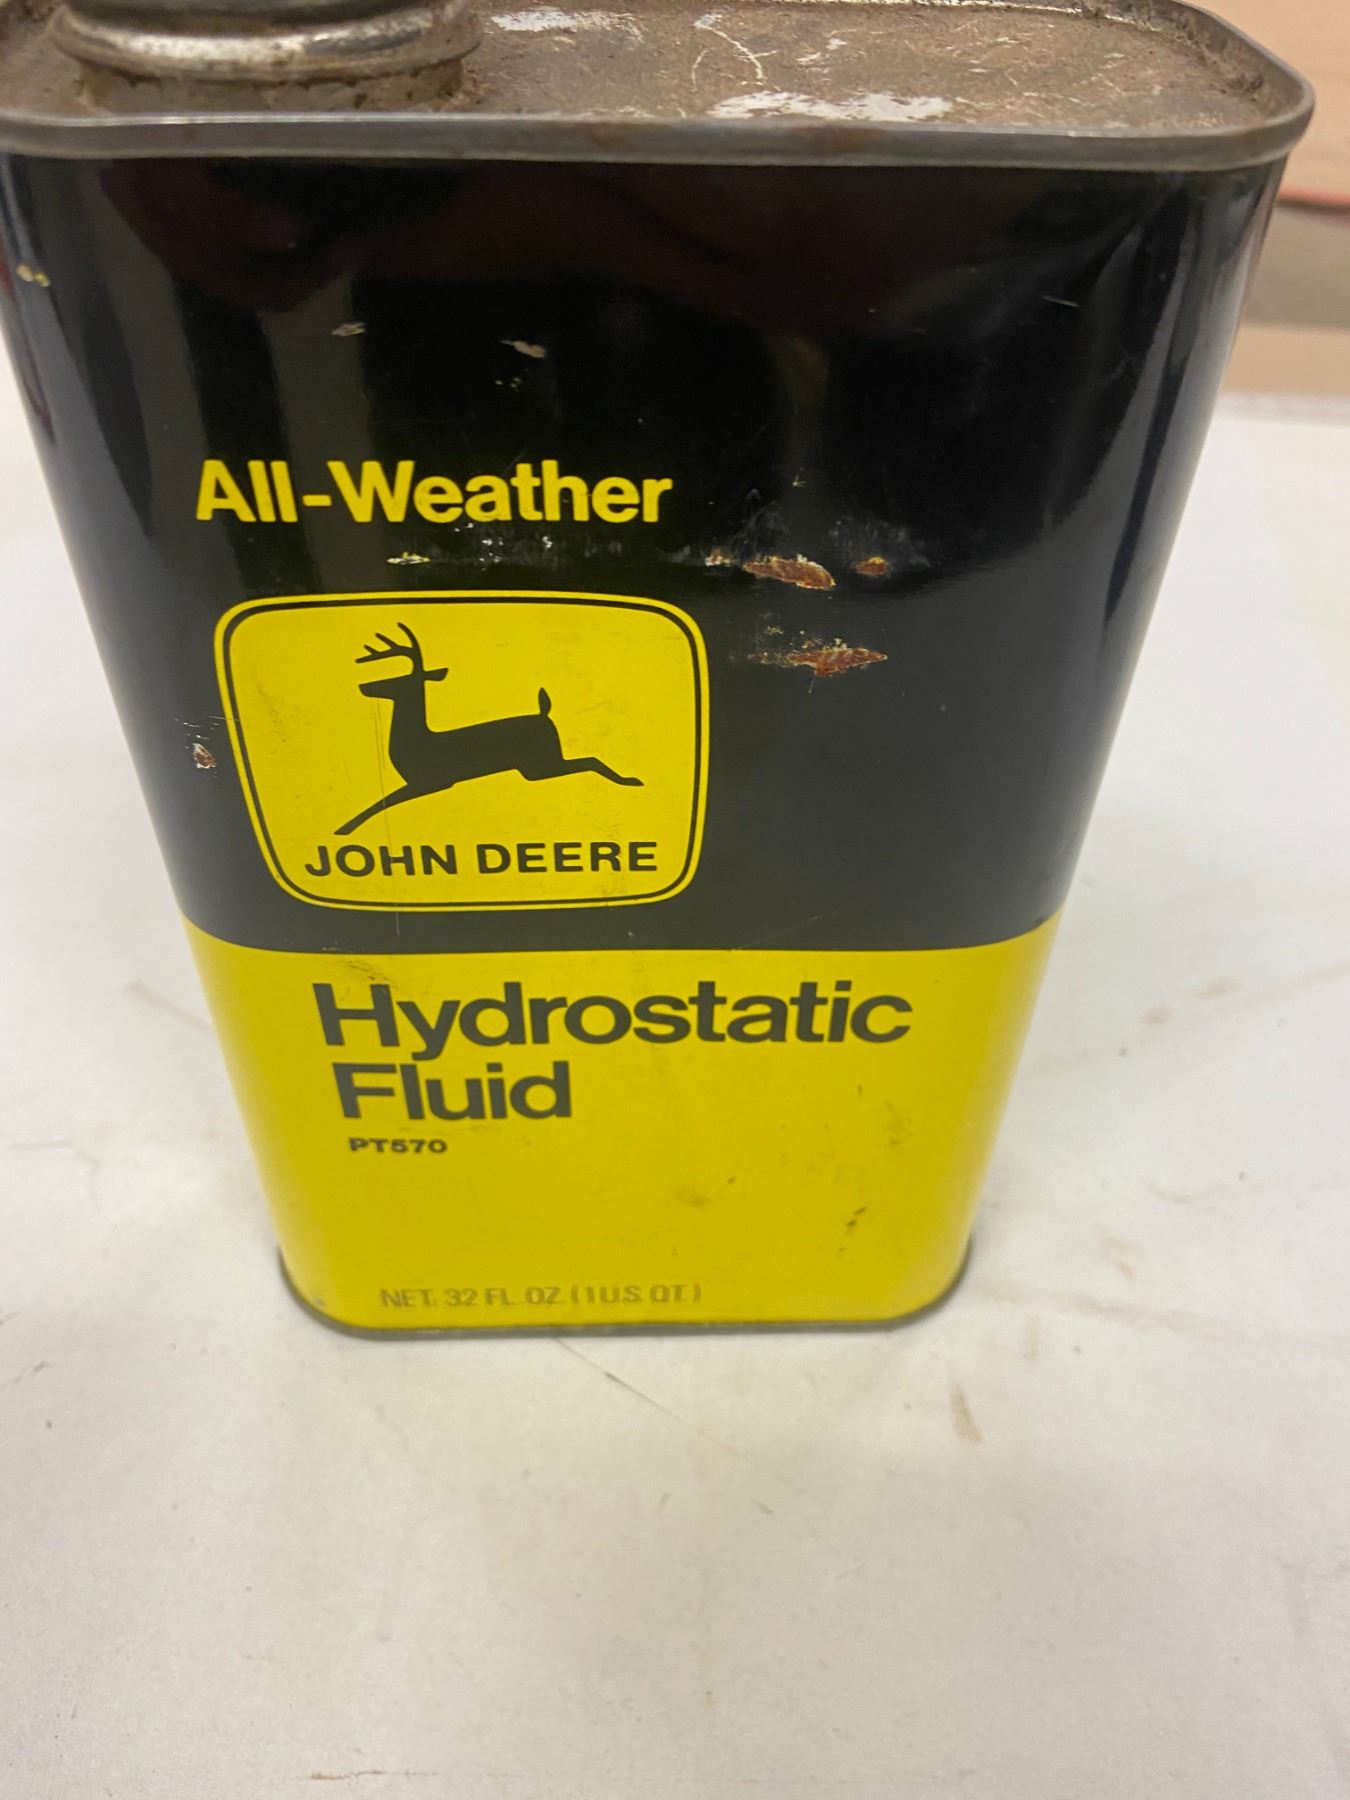 All-Weather
JOHN DEERE
Hydrostatic
Fluid
PT570
NET. 32 FL. OZ. (1 U.S. QT.)